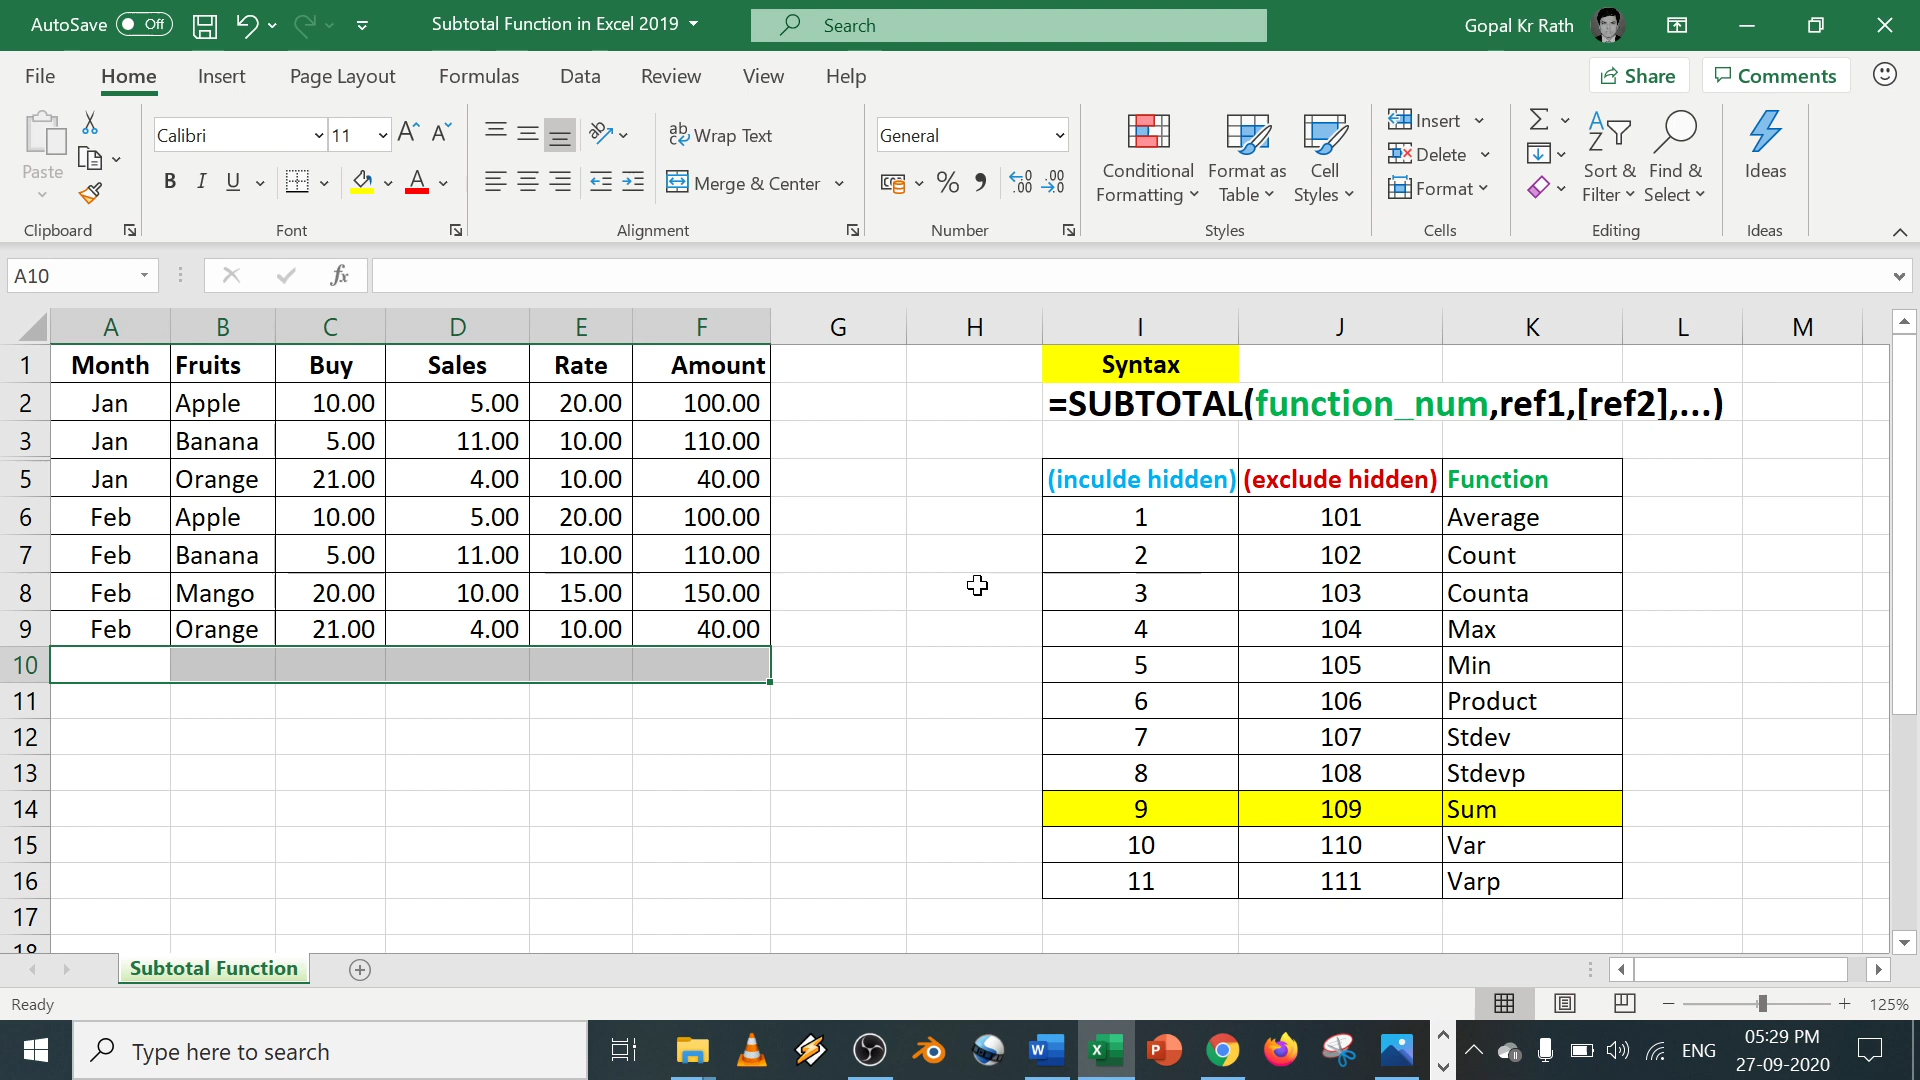 AutoSave Off Subtotal Function in Excel 2019 Search Gopal Kr Rath
File Home Insert Page Layout Formulas Data Review View Help Share Comments
Paste Calibri 11 Wrap Text General Conditional Formatting Format as Table Cell Styles Insert Sort & Filter Find & Select Ideas
B I U Merge & Center % Delete
Format
Clipboard Font Alignment Number Styles Cells Editing Ideas
A10 fx
A B C D E F G H I J K L M
1 Month Fruits Buy Sales Rate Amount Syntax
2 Jan Apple 10.00 5.00 20.00 100.00 =SUBTOTAL(function_num,ref1,[ref2],...)
3 Jan Banana 5.00 11.00 10.00 110.00
5 Jan Orange 21.00 4.00 10.00 40.00 (inculde hidden) (exclude hidden) Function
6 Feb Apple 10.00 5.00 20.00 100.00 1 101 Average
7 Feb Banana 5.00 11.00 10.00 110.00 2 102 Count
8 Feb Mango 20.00 10.00 15.00 150.00 3 103 Counta
9 Feb Orange 21.00 4.00 10.00 40.00 4 104 Max
10 5 105 Min
11 6 106 Product
12 7 107 Stdev
13 8 108 Stdevp
14 9 109 Sum
15 10 110 Var
16 11 111 Varp
17
18
Subtotal Function
Ready 125%
Type here to search ENG 05:29 PM
27-09-2020